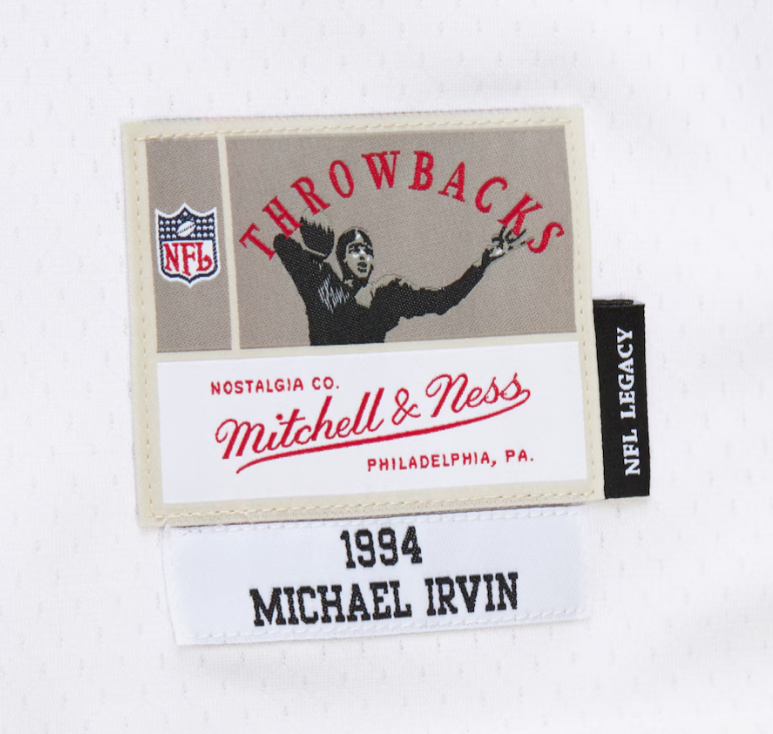 THROWBACKS
NFL
NOSTALGIA CO.
Mitchell & Ness
PHILADELPHIA, PA.
NFL LEGACY
1994
MICHAEL IRVIN